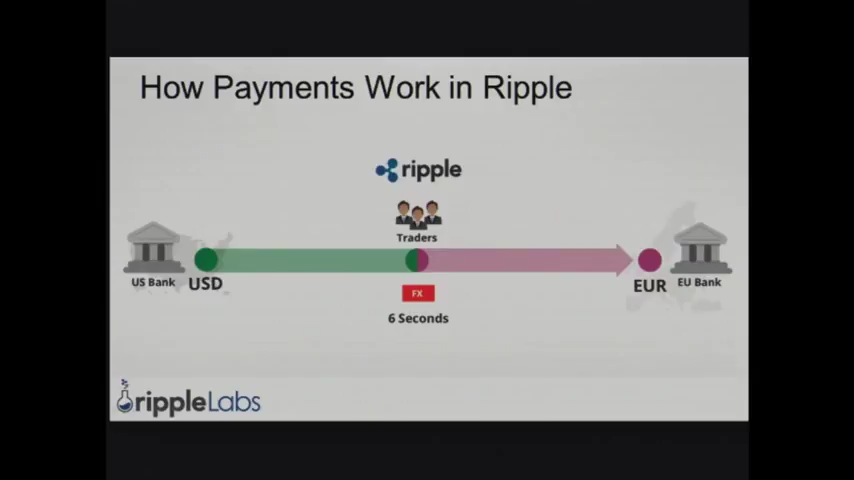 How Payments Work in Ripple
ripple
Traders
US Bank
USD
FX
EUR
EU Bank
6 Seconds
rippleLabs